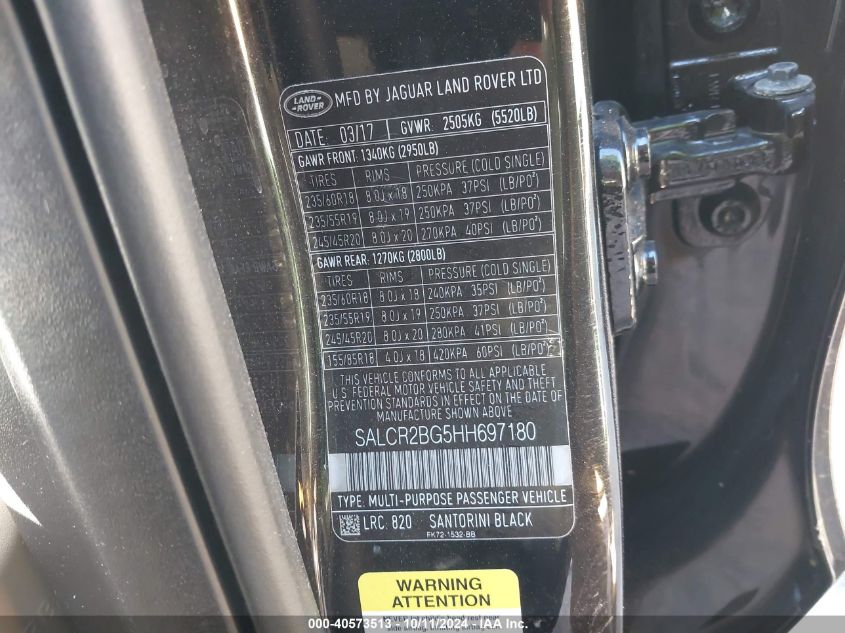 LAND-
ROVER
MFD BY JAGUAR LAND ROVER LTD
DATE: 03/17 GVWR: 2505KG (5520LB)
GAWR FRONT: 1340KG (2950LB)
TIRES RIMS PRESSURE (COLD SINGLE)
235/60R18 8.0J x 18 250KPA 37PSI (LB/PO²)
235/55R19 8.0J x 19 250KPA 37PSI (LB/PO²)
245/45R20 8.0J x 20 270KPA 40PSI (LB/PO²)
GAWR REAR: 1270KG (2800LB)
TIRES RIMS PRESSURE (COLD SINGLE)
235/60R18 8.0J x 18 240KPA 35PSI (LB/PO²)
235/55R19 8.0J x 19 250KPA 37PSI (LB/PO²)
245/45R20 8.0J x 20 280KPA 41PSI (LB/PO²)
155/85R18 4.0J x 18 420KPA 60PSI (LB/PO²)
THIS VEHICLE CONFORMS TO ALL APPLICABLE
U.S. FEDERAL MOTOR VEHICLE SAFETY AND THEFT
PREVENTION STANDARDS IN EFFECT ON THE DATE OF
MANUFACTURE SHOWN ABOVE.
SALCR2BG5HH697180
TYPE: MULTI-PURPOSE PASSENGER VEHICLE
LRC: 820 SANTORINI BLACK
FK72-1532-BB
WARNING
ATTENTION
000-40573513 - 10/11/2024 - IAA Inc.